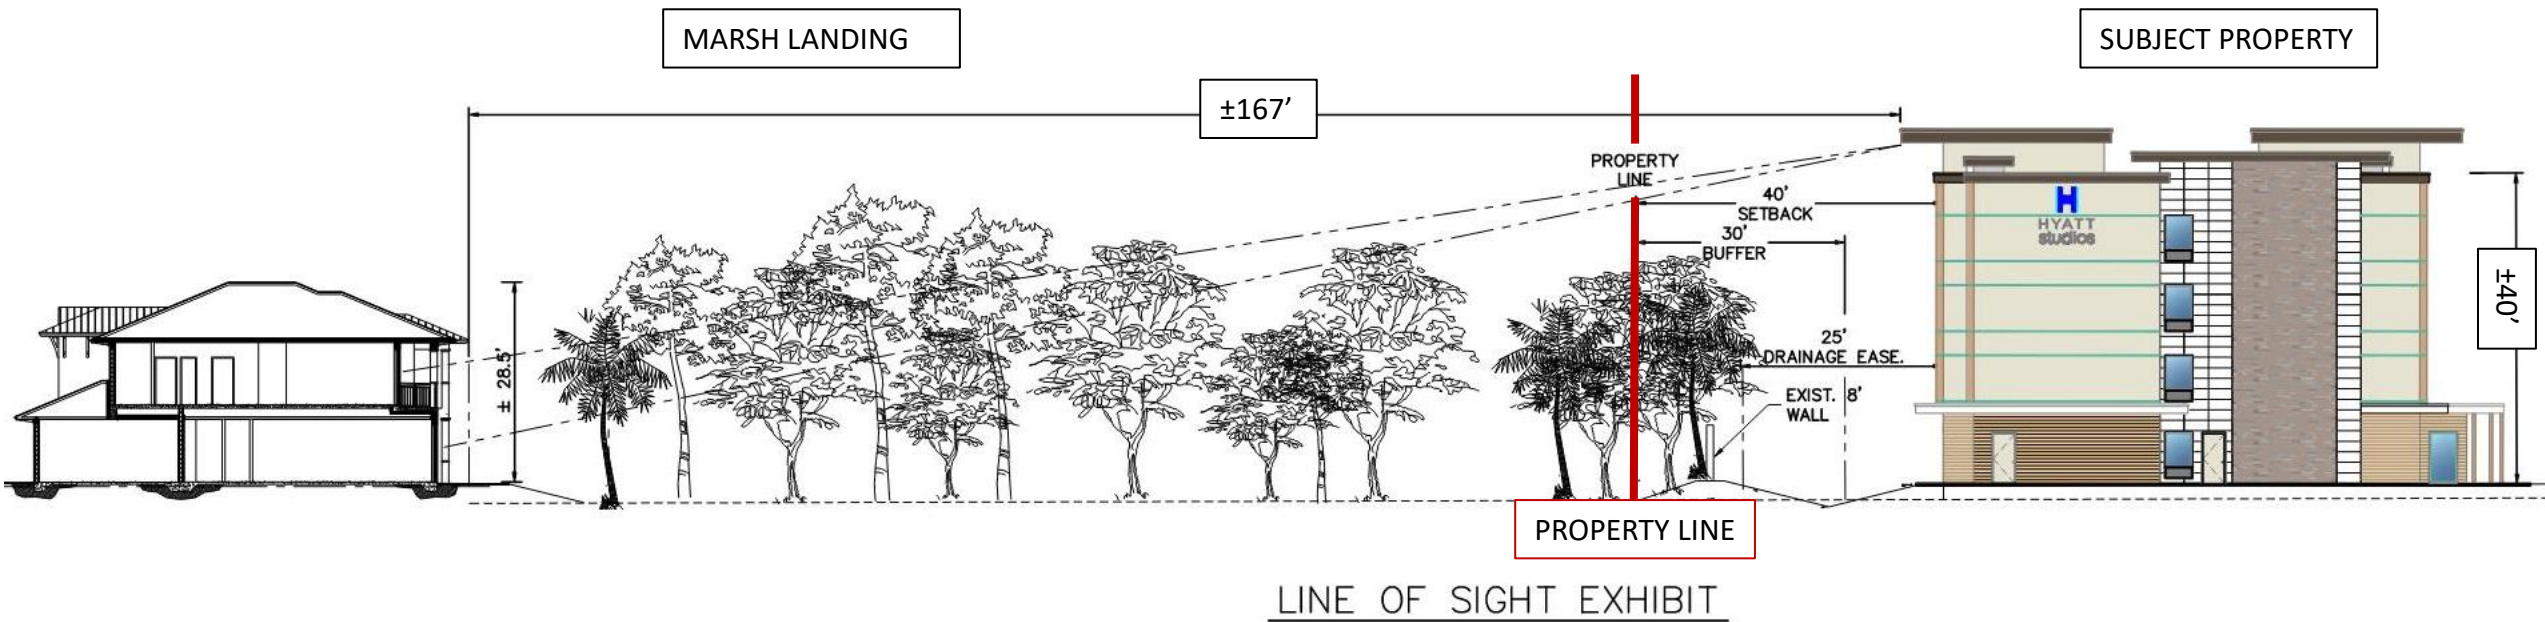 MARSH LANDING
SUBJECT PROPERTY
±167’
PROPERTY
LINE
40'
SETBACK
30'
BUFFER
H
HYATT
studios
±40’
± 28.5'
25'
DRAINAGE EASE.
EXIST. 8'
WALL
PROPERTY LINE
LINE OF SIGHT EXHIBIT